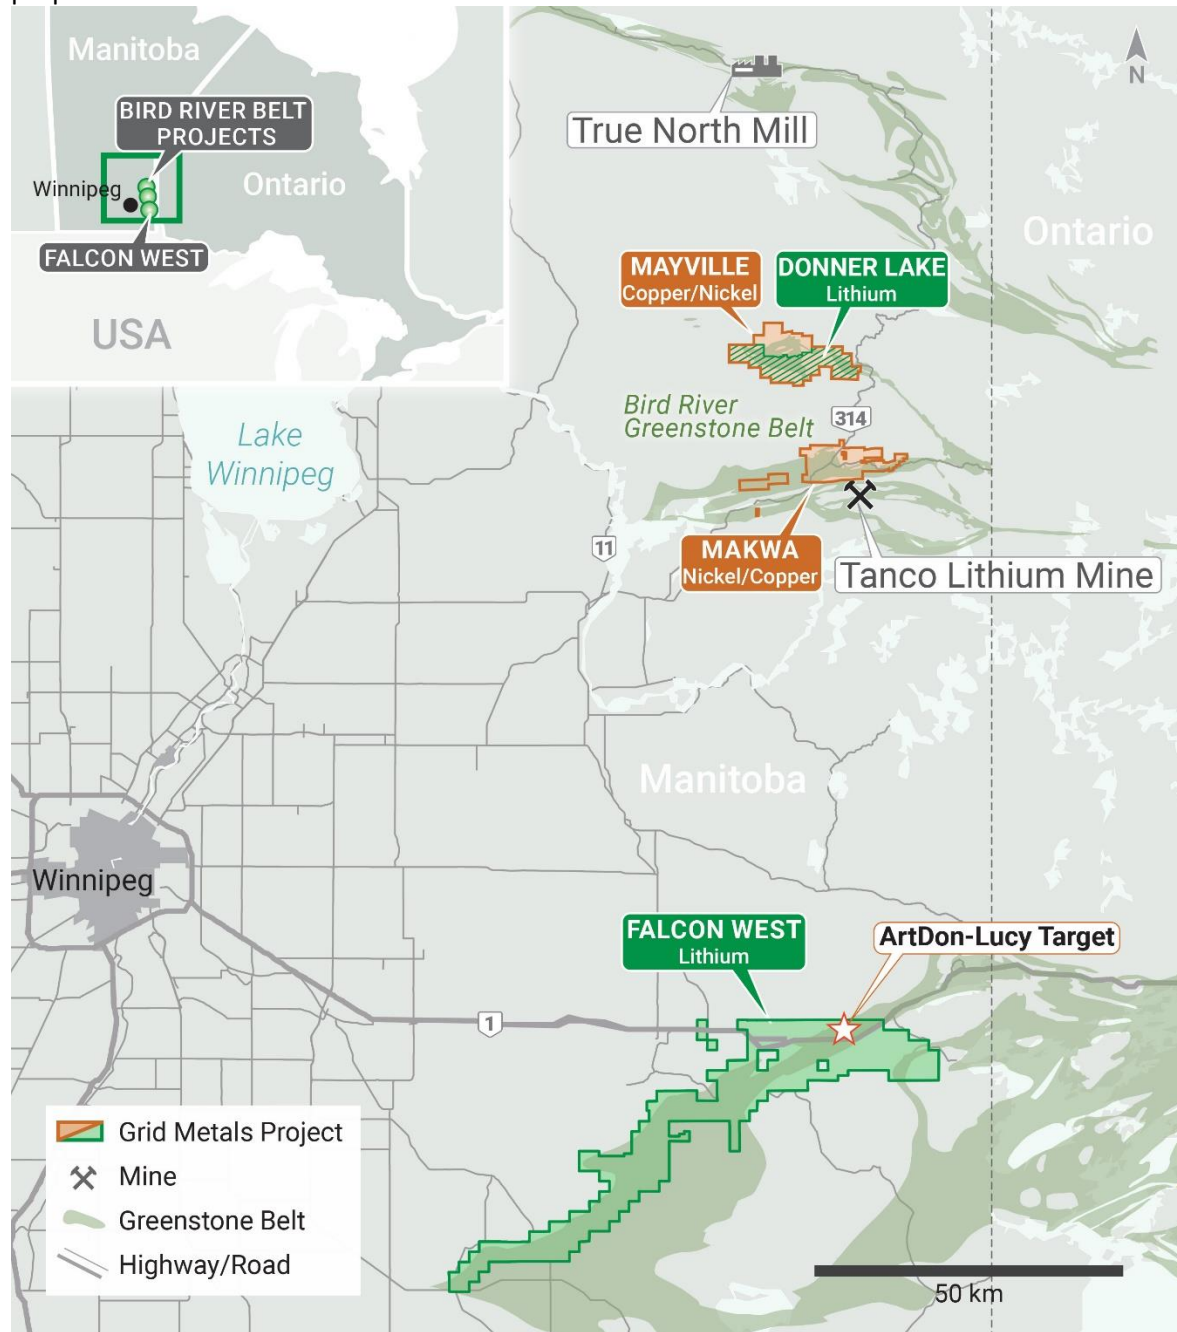 Manitoba
BIRD RIVER BELT
PROJECTS
Winnipeg
Ontario
FALCON WEST
USA
N
True North Mill
Ontario
MAYVILLE
Copper/Nickel
DONNER LAKE
Lithium
Bird River
Greenstone Belt
314
Lake
Winnipeg
11
MAKWA
Nickel/Copper
Tanco Lithium Mine
Manitoba
Winnipeg
FALCON WEST
Lithium
ArtDon-Lucy Target
1
Grid Metals Project
Mine
Greenstone Belt
Highway/Road
50 km